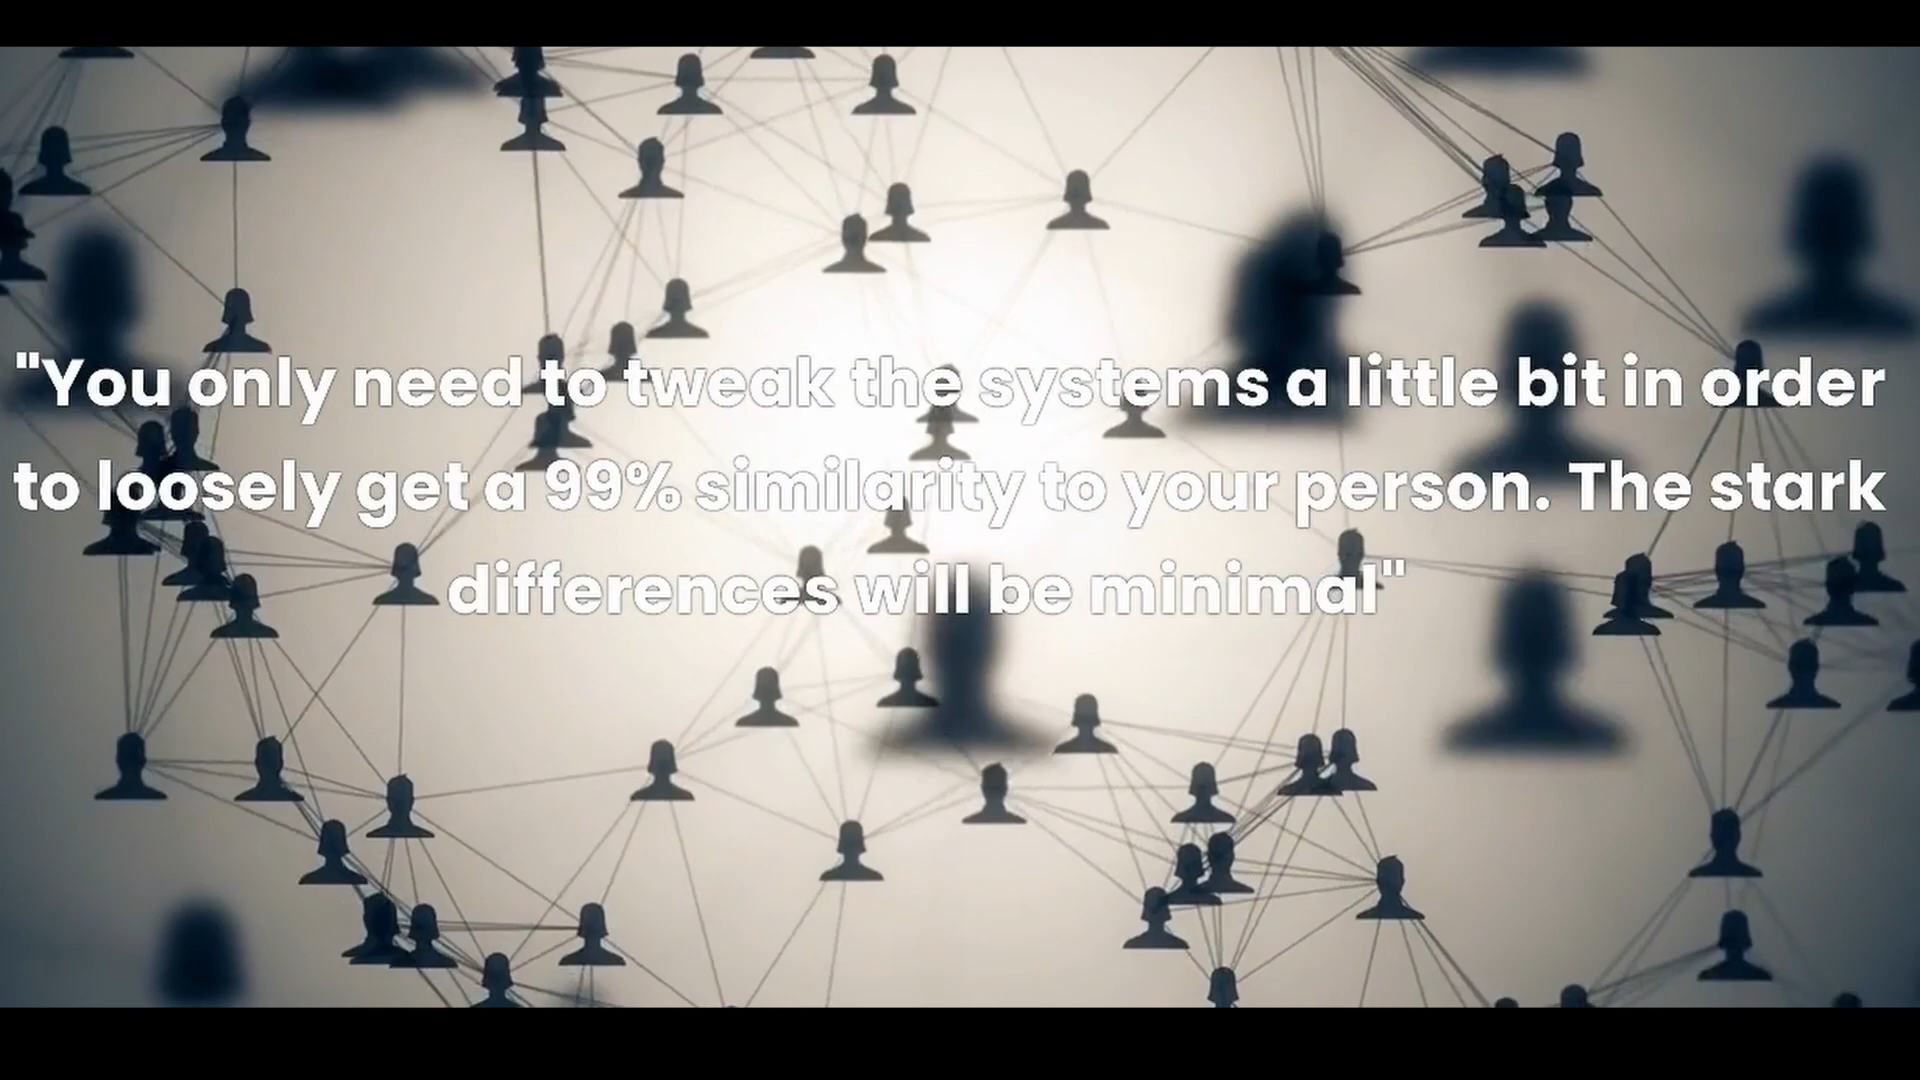 "You only need to tweak the systems a little bit in order
to loosely get a 99% similarity to your person. The stark
differences will be minimal"